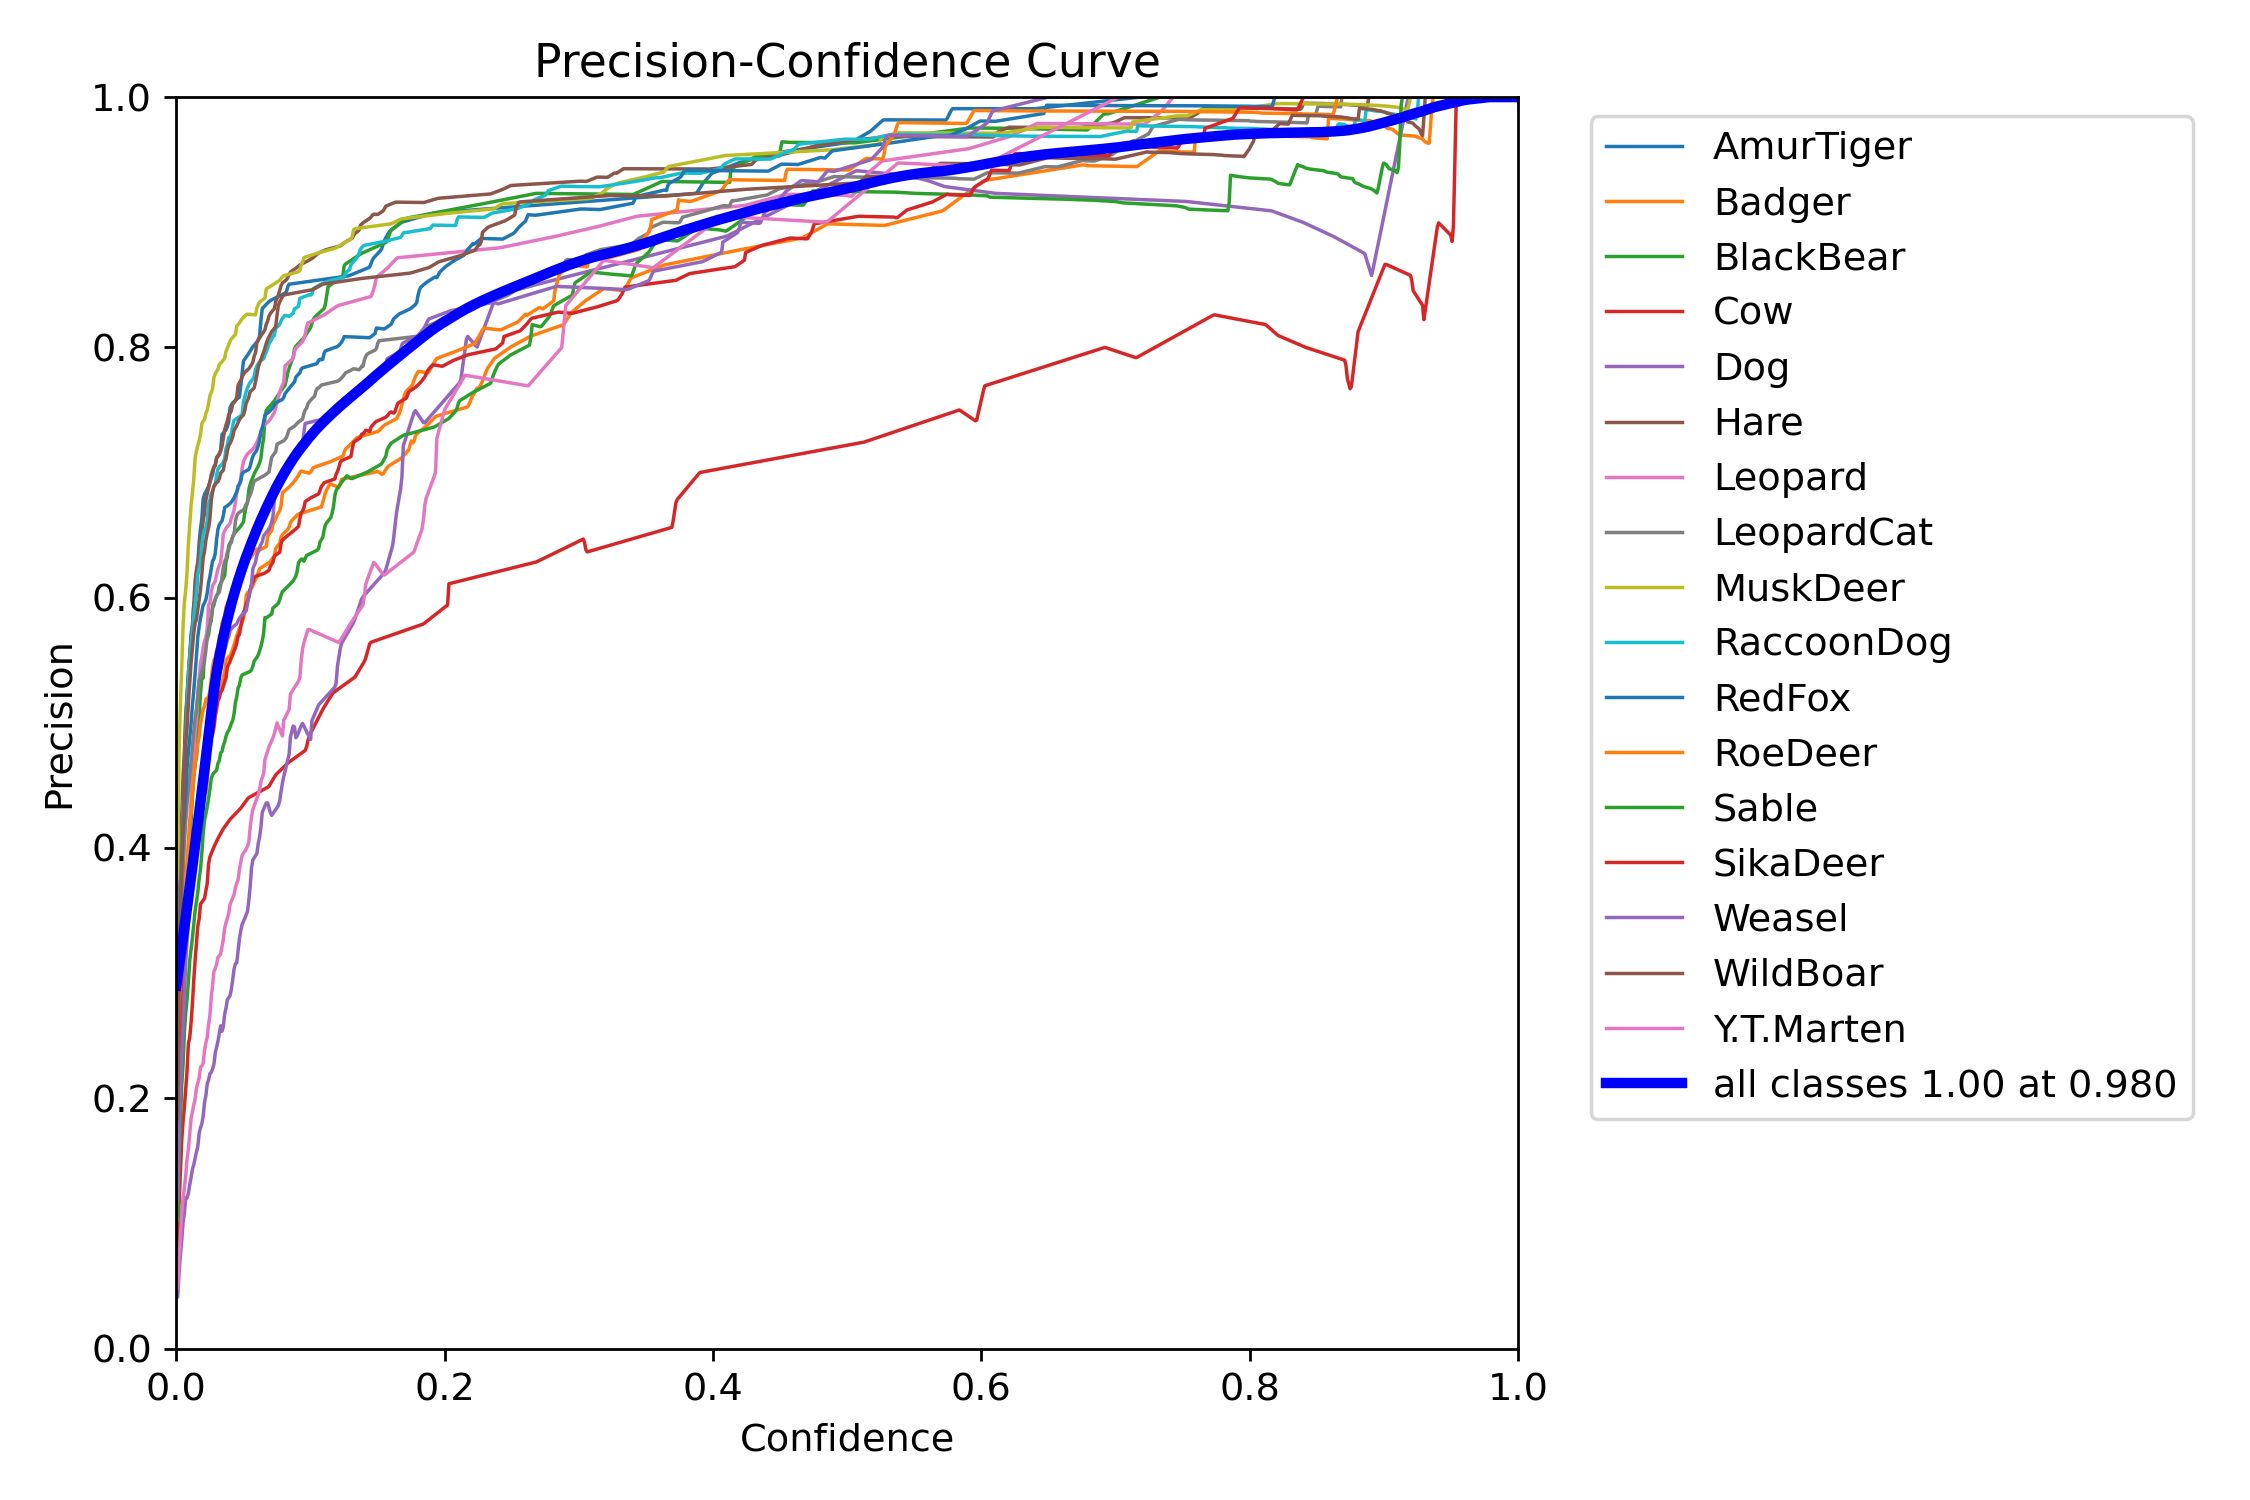 Precision-Confidence Curve
1.0
0.8
0.6
0.4
0.2
0.0
Precision
0.0 0.2 0.4 0.6 0.8 1.0
Confidence
AmurTiger
Badger
BlackBear
Cow
Dog
Hare
Leopard
LeopardCat
MuskDeer
RaccoonDog
RedFox
RoeDeer
Sable
SikaDeer
Weasel
WildBoar
Y.T.Marten
all classes 1.00 at 0.980